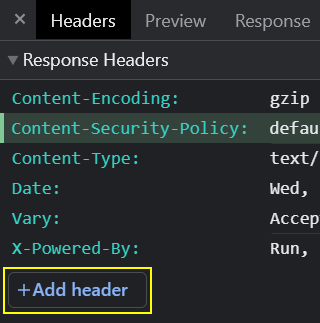 Headers Preview Response
Response Headers
Content-Encoding: gzip
Content-Security-Policy: defau
Content-Type: text/
Date: Wed,
Vary: Accep
X-Powered-By: Run,
+Add header